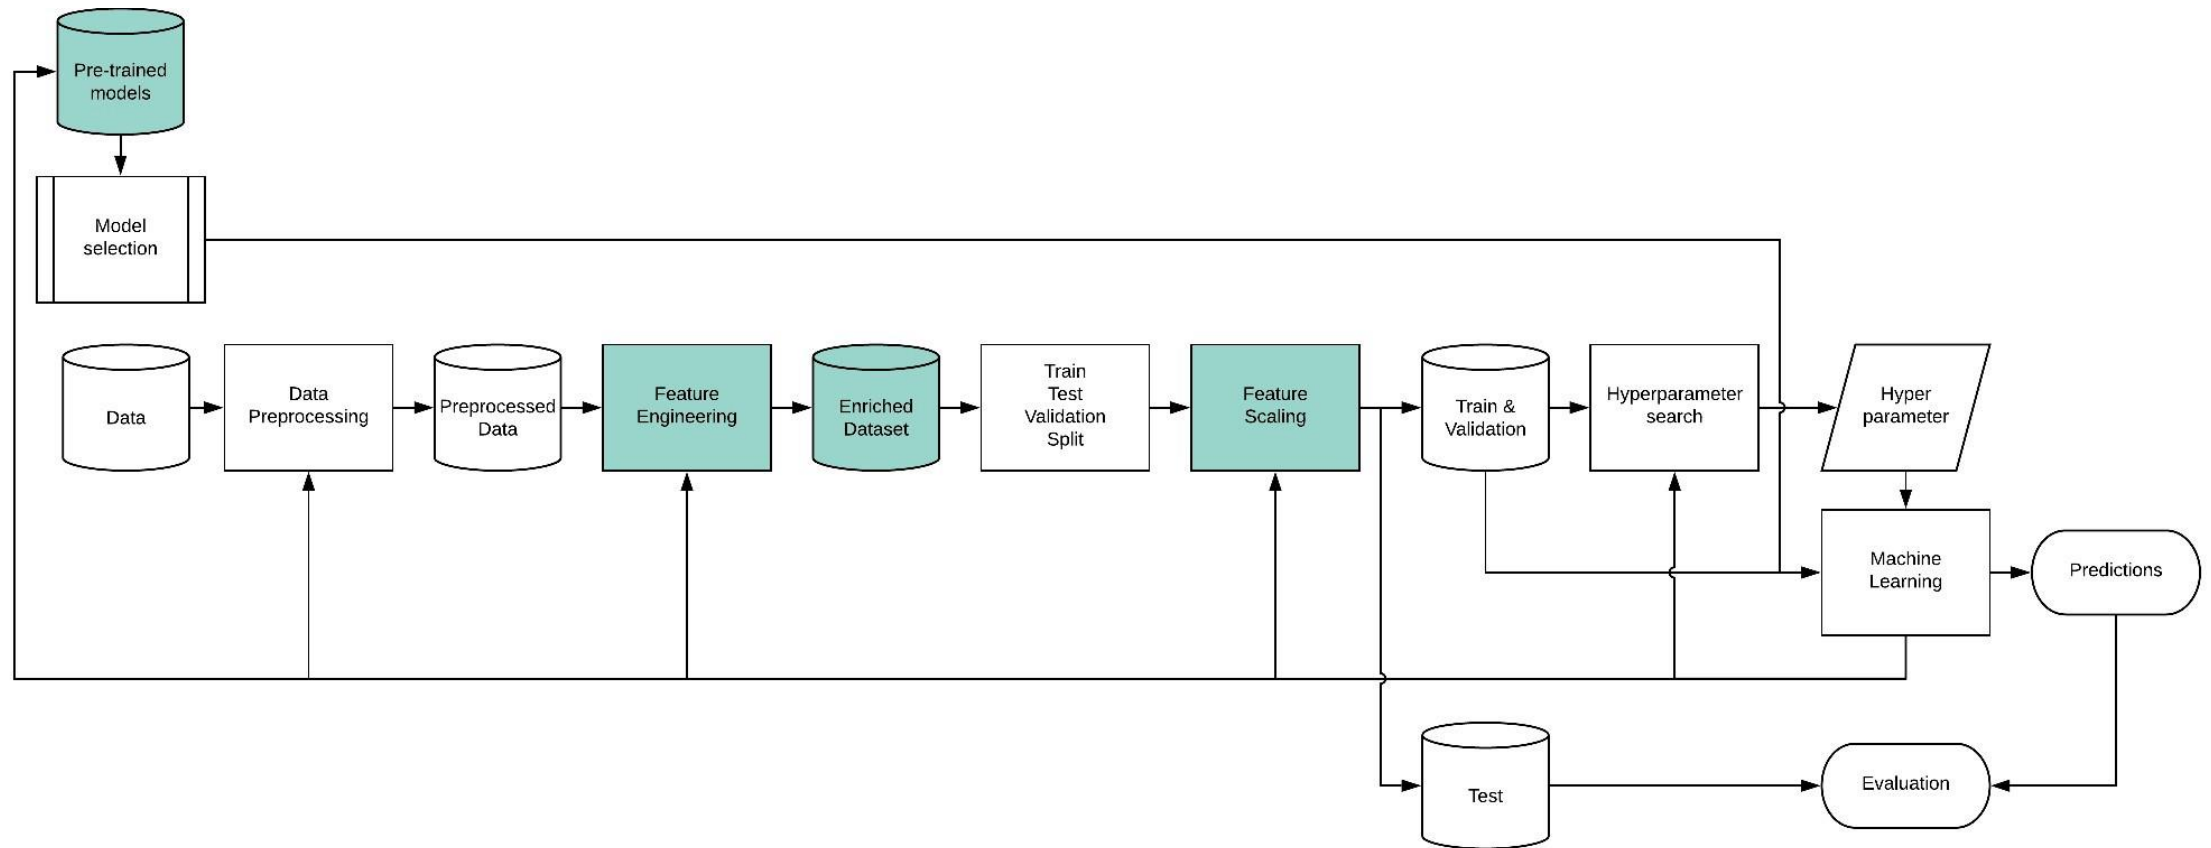 Pre-trained
models
Model
selection
Data
Data
Preprocessing
Preprocessed
Data
Feature
Engineering
Enriched
Dataset
Train
Test
Validation
Split
Feature
Scaling
Train &
Validation
Hyperparameter
search
Hyper
parameter
Machine
Learning
Predictions
Test
Evaluation